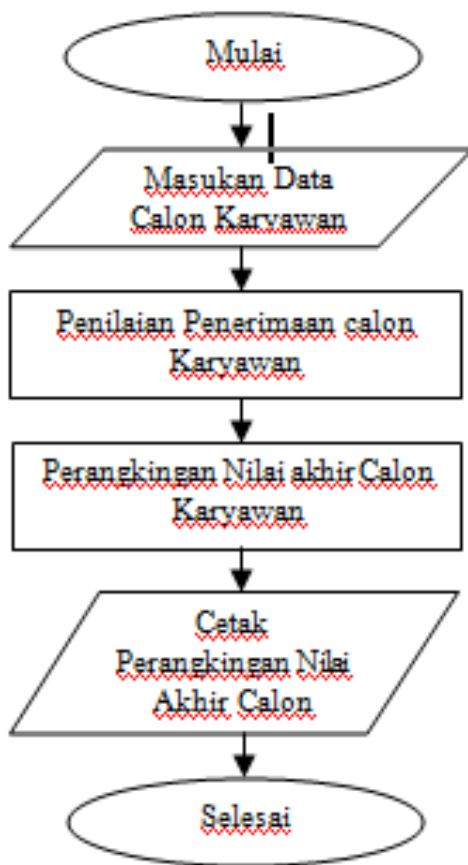 Mulai
Masukan Data
Calon Karyawan
Penilaian Penerimaan calon
Karyawan
Perangkingan Nilai akhir Calon
Karyawan
Cetak
Perangkingan Nilai
Akhir Calon
Selesai